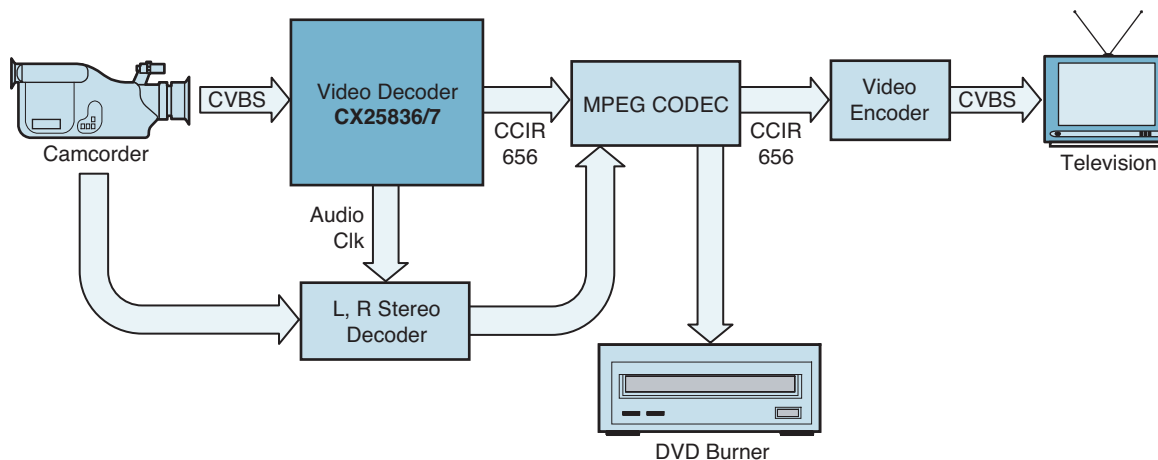 CVBS
Video Decoder
CX25836/7
CCIR
656
MPEG CODEC
CCIR
656
Video
Encoder
CVBS
Camcorder
Television
Audio
Clk
L, R Stereo
Decoder
DVD Burner